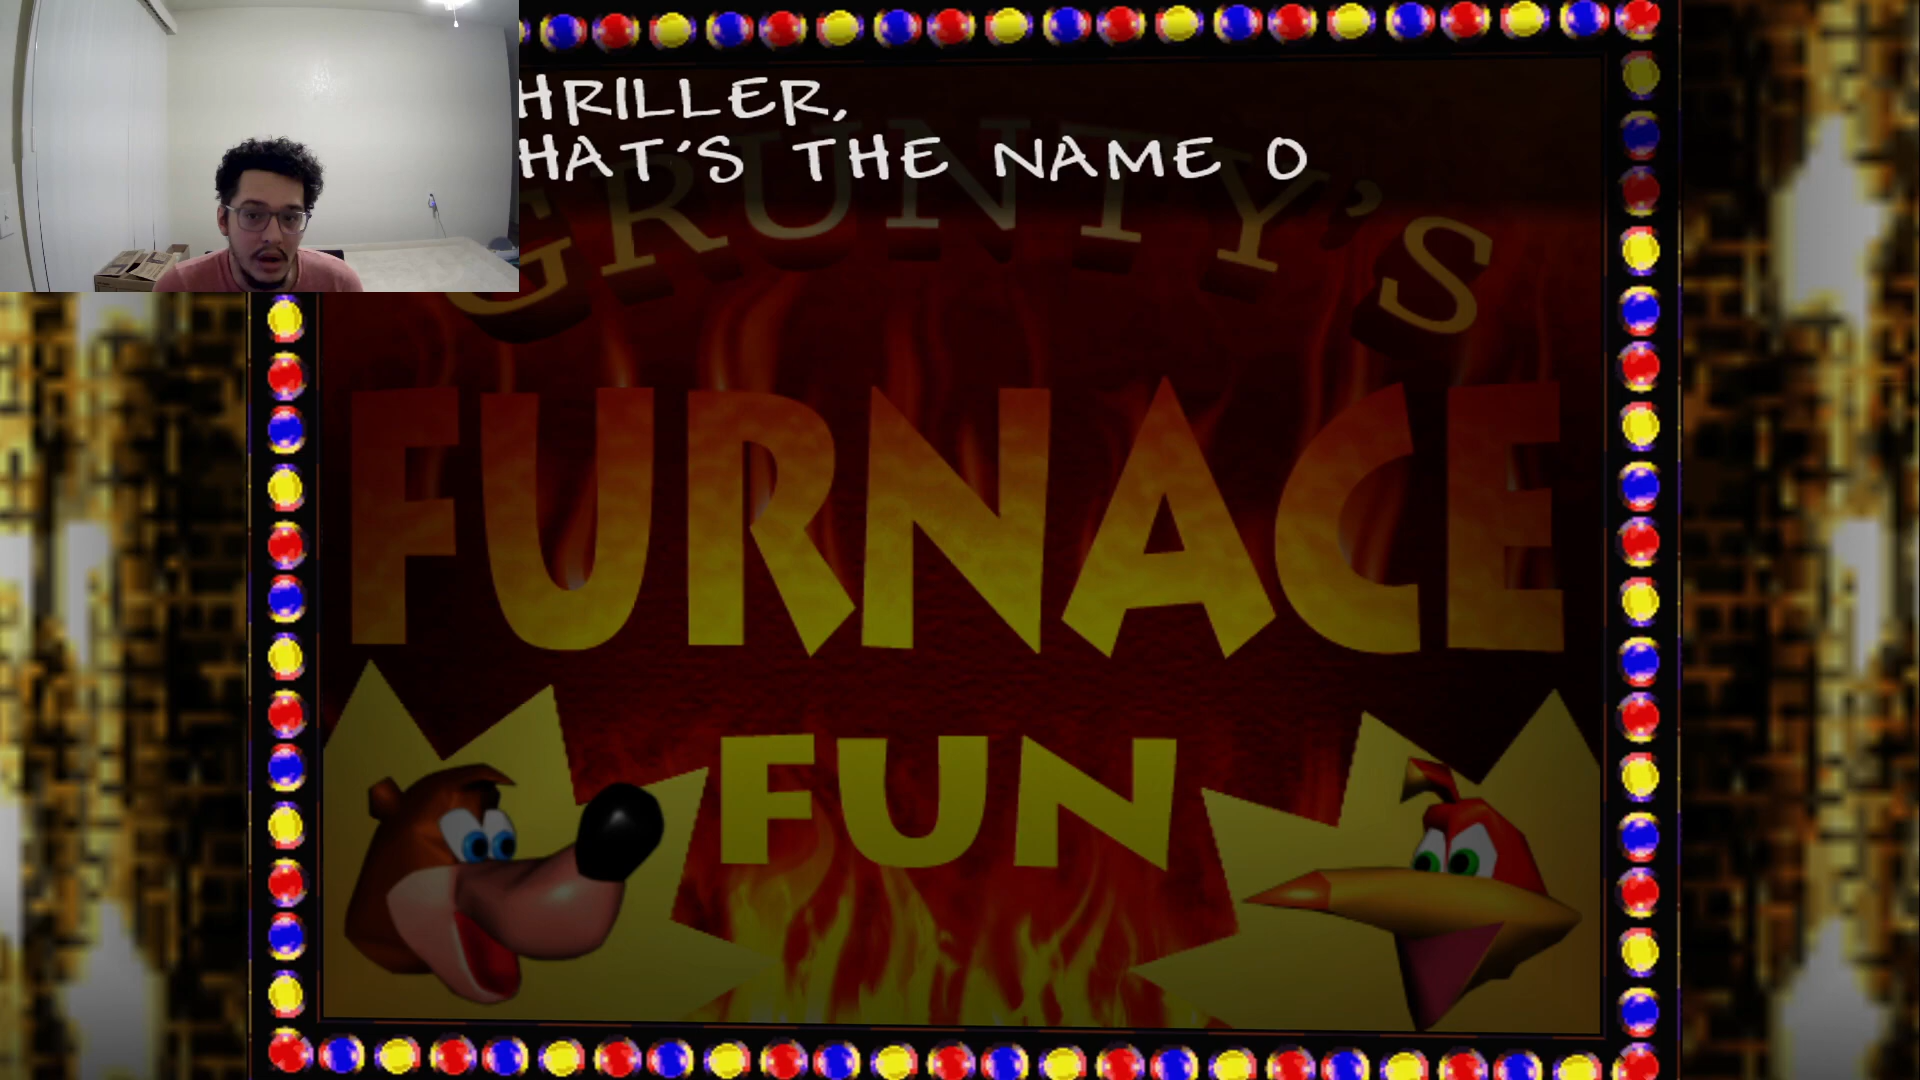 HRILLER,
HAT'S THE NAME O
GRUNTY'S
FURNACE
FUN